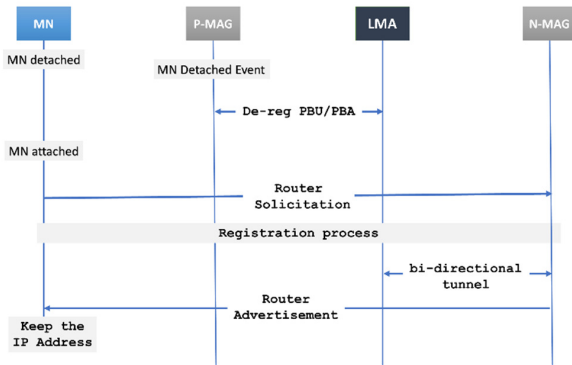 MN
P-MAG
LMA
N-MAG
MN detached
MN Detached Event
De-reg PBU/PBA
MN attached
Router
Solicitation
Registration process
bi-directional
tunnel
Router
Advertisement
Keep the
IP Address